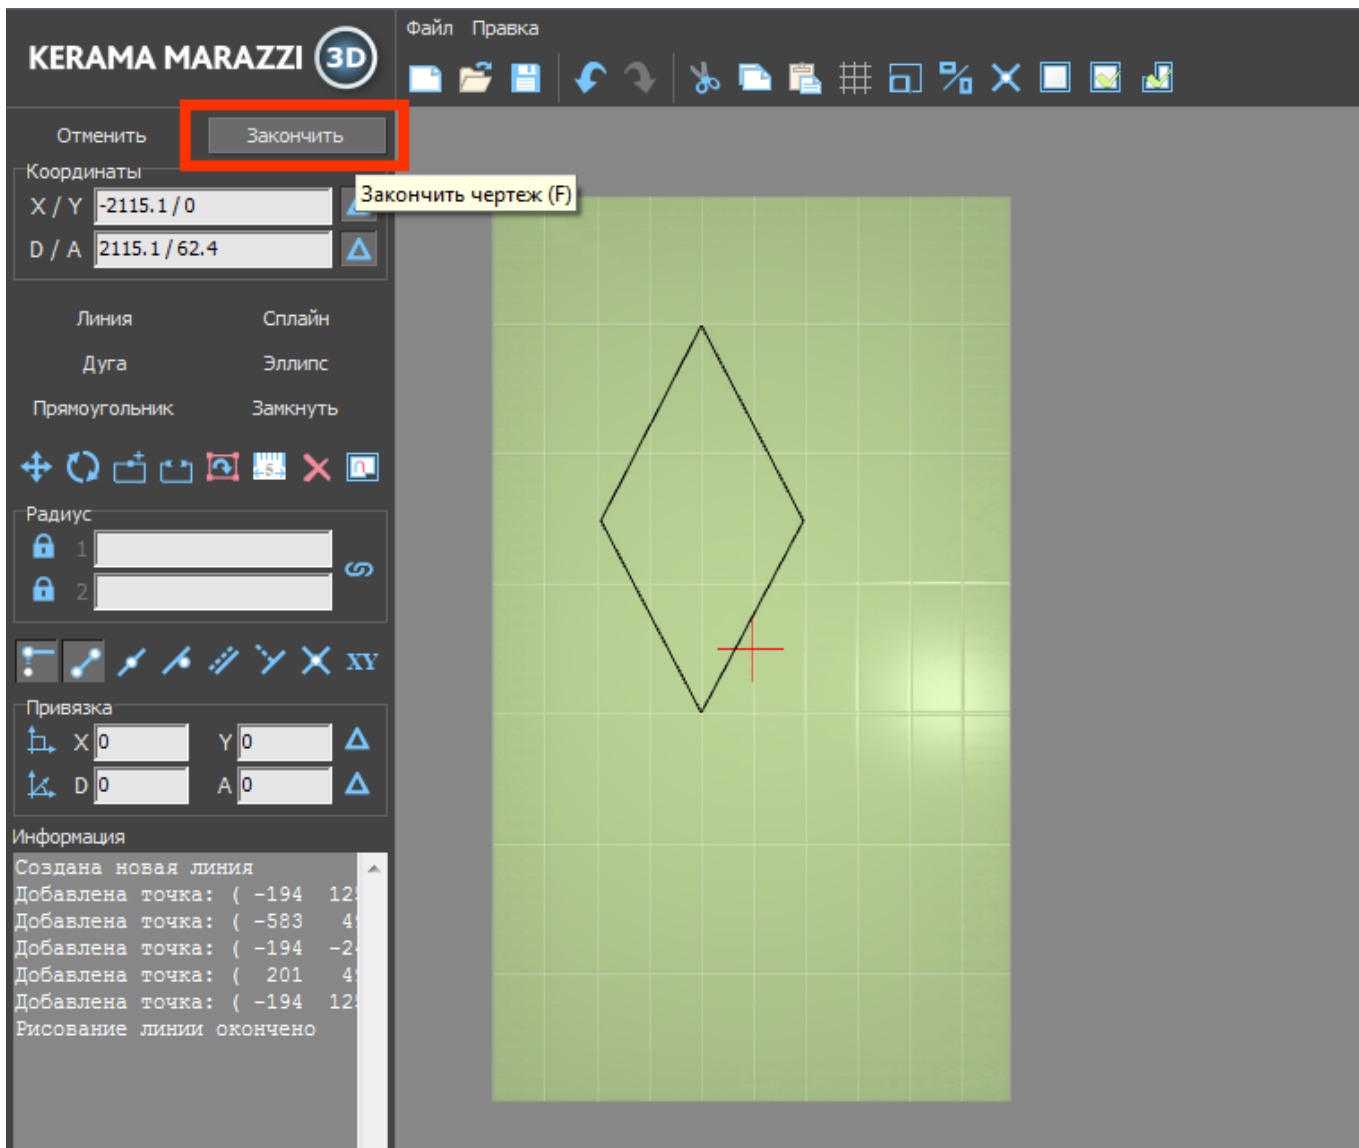 KERAMA MARAZZI 3D
Файл Правка
Отменить Закончить
Закончить чертеж (F)
Координаты
X / Y -2115.1 / 0
D / A 2115.1 / 62.4
Линия Сплайн
Дуга Эллипс
Прямоугольник Замкнуть
5
Радиус
1
2
XY
Привязка
X 0 Y 0
D 0 A 0
Информация
Создана новая линия
Добавлена точка: ( -194
Добавлена точка: ( -583
Добавлена точка: ( -194
Добавлена точка: ( 201
Добавлена точка: ( -194
Рисование линии окончено